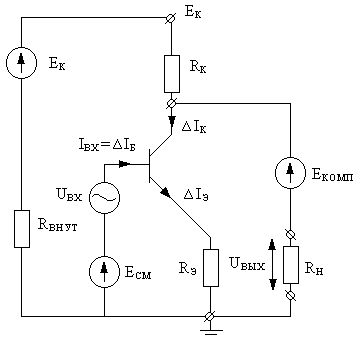 Eк
Eк
Rк
ΔIк
Iвх=ΔIб
Eкомп
Uвх
ΔIэ
Rвнут
Eсм
Rэ
Uвых
Rн